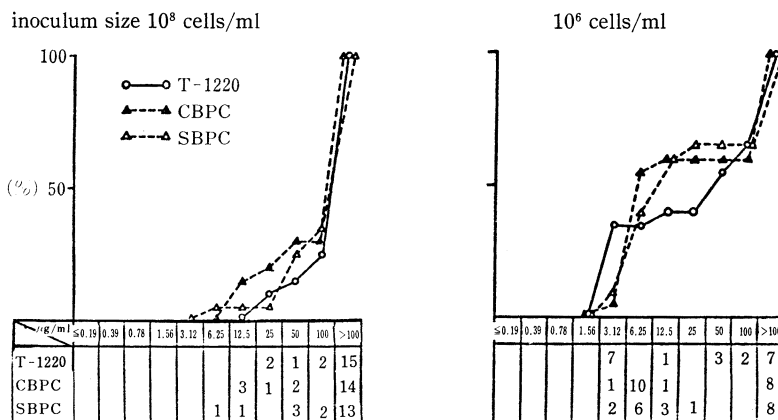 inoculum size 10⁸ cells/ml
10⁶ cells/ml
100
T-1220
CBPC
SBPC
(%)
50
μg/ml ≤0.19 0.39 0.78 1.56 3.12 6.25 12.5 25 50 100 >100
T-1220 2 1 2 15
CBPC 3 1 2 14
SBPC 1 1 3 2 13
≤0.19 0.39 0.78 1.56 3.12 6.25 12.5 25 50 100 >100
7 1 3 2 7
1 10 1 8
2 6 3 1 8